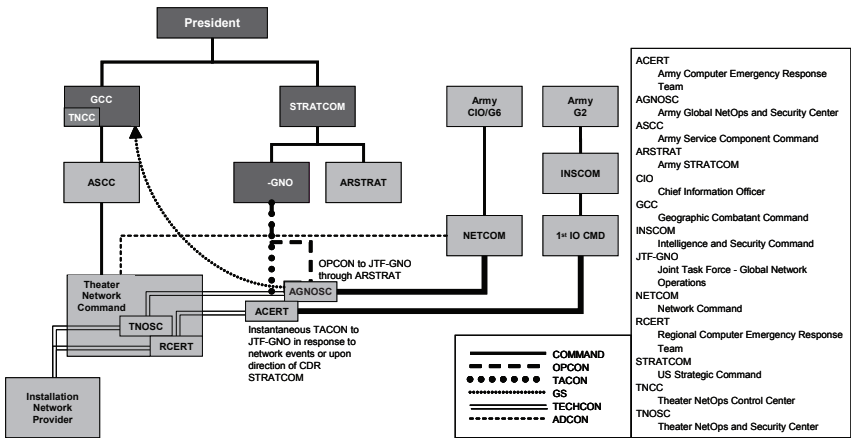 President
GCC
TNCC
STRATCOM
Army
CIO/G6
Army
G2
ASCC
-GNO
ARSTRAT
INSCOM
NETCOM
1st IO CMD
OPCON to JTF-GNO
through ARSTRAT
Theater
Network
Command
AGNOSC
ACERT
TNOSC
RCERT
Instantaneous TACON to
JTF-GNO in response to
network events or upon
direction of CDR
STRATCOM
Installation
Network
Provider
COMMAND
OPCON
TACON
GS
TECHCON
ADCON
ACERT
Army Computer Emergency Response
Team
AGNOSC
Army Global NetOps and Security Center
ASCC
Army Service Component Command
ARSTRAT
Army STRATCOM
CIO
Chief Information Officer
GCC
Geographic Combatant Command
INSCOM
Intelligence and Security Command
JTF-GNO
Joint Task Force - Global Network
Operations
NETCOM
Network Command
RCERT
Regional Computer Emergency Response
Team
STRATCOM
US Strategic Command
TNCC
Theater NetOps Control Center
TNOSC
Theater NetOps and Security Center